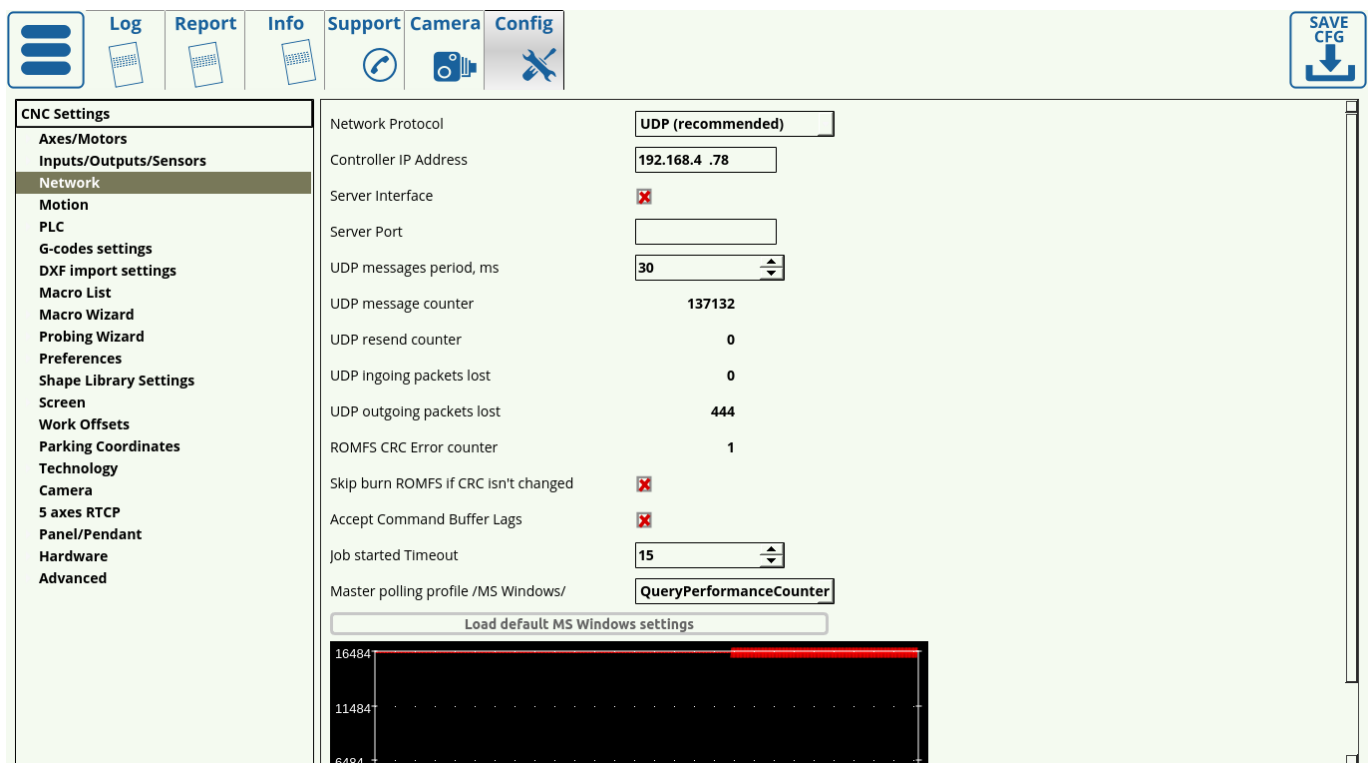 Log Report Info Support Camera Config
SAVE
CFG
CNC Settings
Axes/Motors
Inputs/Outputs/Sensors
Network
Motion
PLC
G-codes settings
DXF import settings
Macro List
Macro Wizard
Probing Wizard
Preferences
Shape Library Settings
Screen
Work Offsets
Parking Coordinates
Technology
Camera
5 axes RTCP
Panel/Pendant
Hardware
Advanced
Network Protocol UDP (recommended)
Controller IP Address 192.168.4 .78
Server Interface
Server Port
UDP messages period, ms 30
UDP message counter 137132
UDP resend counter 0
UDP ingoing packets lost 0
UDP outgoing packets lost 444
ROMFS CRC Error counter 1
Skip burn ROMFS if CRC isn't changed
Accept Command Buffer Lags
Job started Timeout 15
Master polling profile /MS Windows/ QueryPerformanceCounter
Load default MS Windows settings
16484
11484
6484